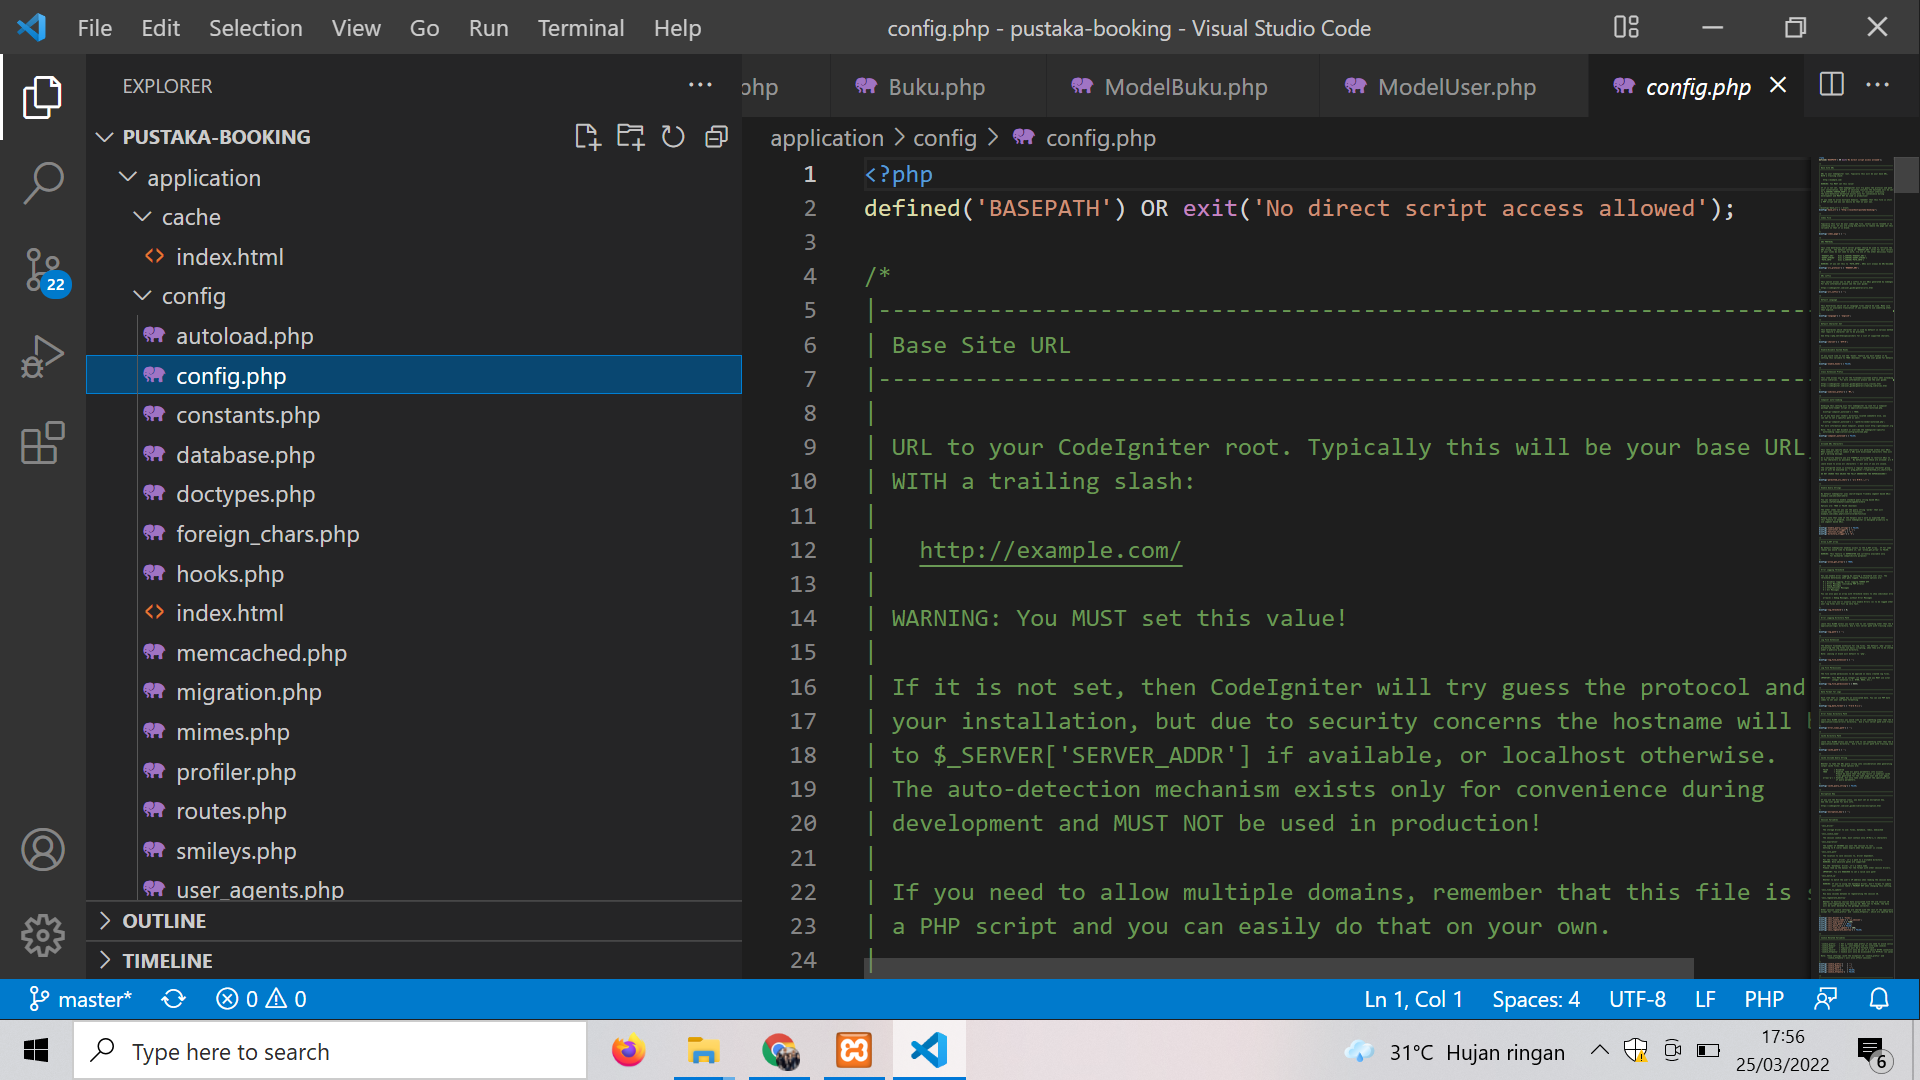 File Edit Selection View Go Run Terminal Help
config.php - pustaka-booking - Visual Studio Code
EXPLORER
PUSTAKA-BOOKING
application
cache
index.html
config
autoload.php
config.php
constants.php
database.php
doctypes.php
foreign_chars.php
hooks.php
index.html
memcached.php
migration.php
mimes.php
profiler.php
routes.php
smileys.php
user_agents.php
OUTLINE
TIMELINE
22
php Buku.php ModelBuku.php ModelUser.php config.php
application > config > config.php
1 <?php
2 defined('BASEPATH') OR exit('No direct script access allowed');
3
4 /*
5 |--------------------------------------------------------------------
6 | Base Site URL
7 |--------------------------------------------------------------------
8 |
9 | URL to your CodeIgniter root. Typically this will be your base URL,
10 | WITH a trailing slash:
11 |
12 | http://example.com/
13 |
14 | WARNING: You MUST set this value!
15 |
16 | If it is not set, then CodeIgniter will try guess the protocol and
17 | your installation, but due to security concerns the hostname will
18 | to $_SERVER['SERVER_ADDR'] if available, or localhost otherwise.
19 | The auto-detection mechanism exists only for convenience during
20 | development and MUST NOT be used in production!
21 |
22 | If you need to allow multiple domains, remember that this file is
23 | a PHP script and you can easily do that on your own.
24 |
master* 0 0 Ln 1, Col 1 Spaces: 4 UTF-8 LF PHP
Type here to search
31°C Hujan ringan
17:56
25/03/2022
6